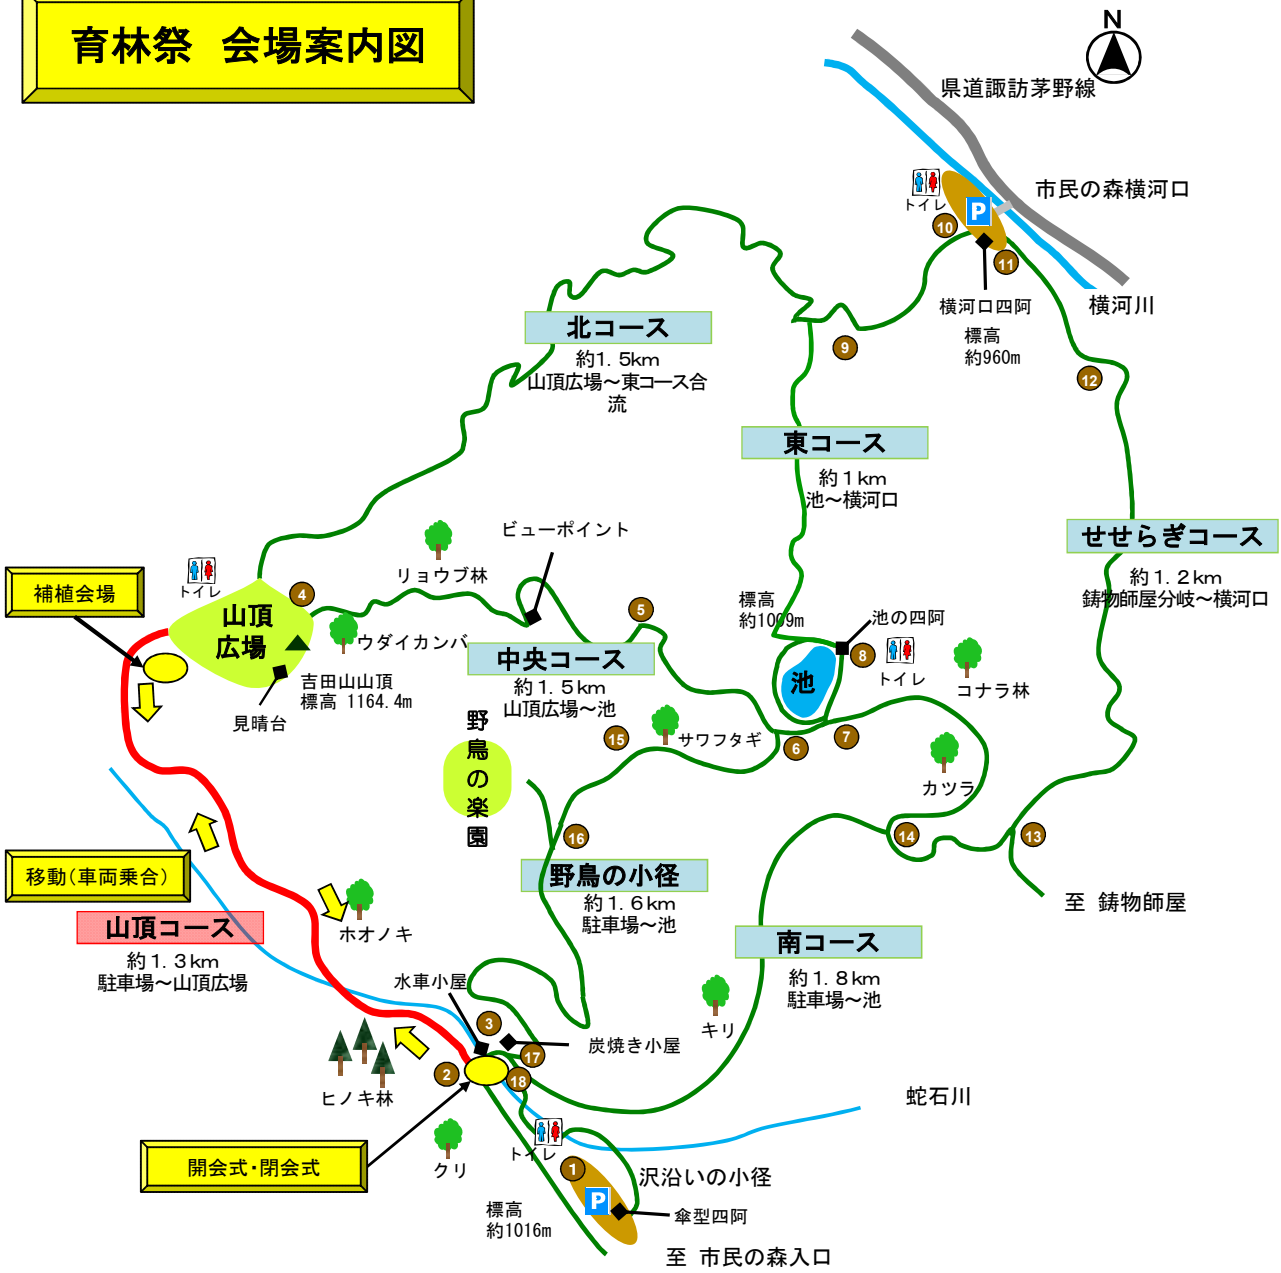 育林祭 会場案内図
N
県道諏訪茅野線
市民の森横河口
トイレ
P
10
11
横河川
横河口四阿
標高
約960m
北コース
約1.5km
山頂広場～東コース合
流
9
12
東コース
約1km
池～横河口
せせらぎコース
約1.2km
鋳物師屋分岐～横河口
ビューポイント
リョウブ林
トイレ
補植会場
山頂
広場
4
ウダイカンバ
5
標高
約1009m
池の四阿
8
トイレ
コナラ林
池
中央コース
約1.5km
山頂広場～池
吉田山山頂
標高 1164.4m
見晴台
野鳥の楽園
15
サワフタギ
6
7
カツラ
16
14
13
移動(車両乗合)
野鳥の小径
約1.6km
駐車場～池
至 鋳物師屋
山頂コース
約1.3km
駐車場～山頂広場
ホオノキ
南コース
約1.8km
駐車場～池
水車小屋
キリ
3
炭焼き小屋
17
2
18
ヒノキ林
蛇石川
開会式・閉会式
クリ
トイレ
1
P
沢沿いの小径
標高
約1016m
傘型四阿
至 市民の森入口